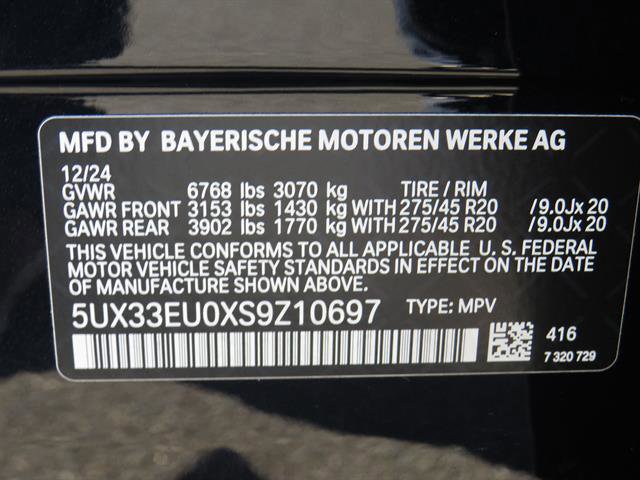 MFD BY BAYERISCHE MOTOREN WERKE AG
12/24
GVWR 6768 lbs 3070 kg TIRE / RIM
GAWR FRONT 3153 lbs 1430 kg WITH 275/45 R20 /9.0Jx 20
GAWR REAR 3902 lbs 1770 kg WITH 275/45 R20 /9.0Jx 20
THIS VEHICLE CONFORMS TO ALL APPLICABLE U. S. FEDERAL
MOTOR VEHICLE SAFETY STANDARDS IN EFFECT ON THE DATE
OF MANUFACTURE SHOWN ABOVE.
5UX33EU0XS9Z10697 TYPE: MPV
416
7 320 729